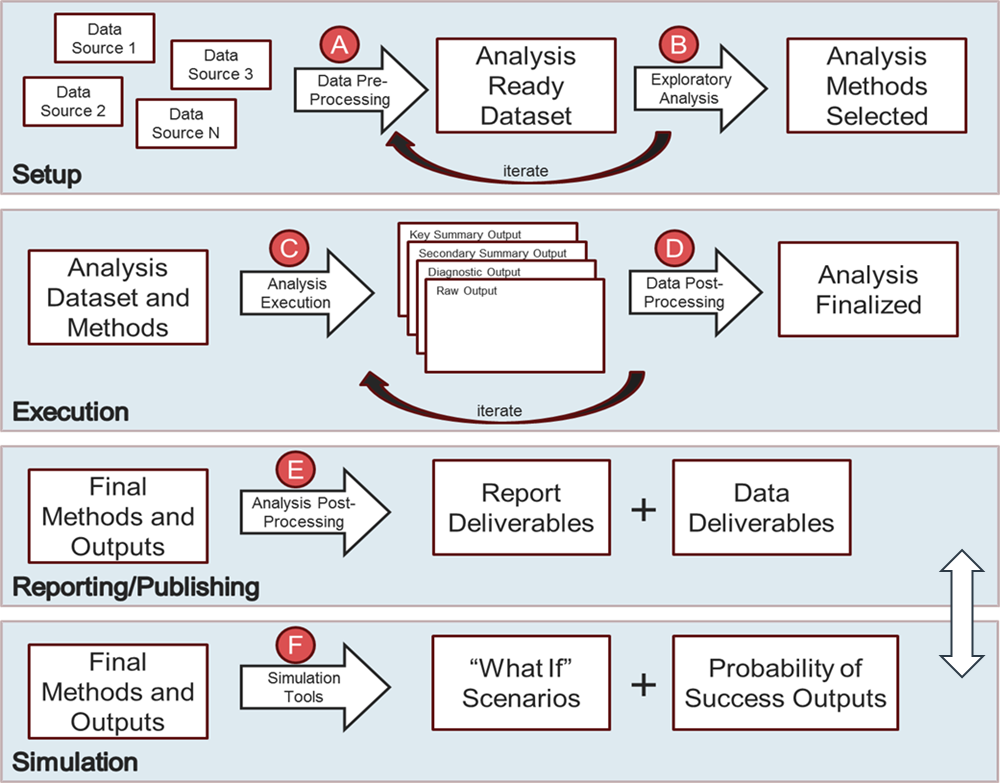 Data
Source 1
Data
Source 3
Data
Source 2
Data
Source N
A
Data Pre-
Processing
Analysis
Ready
Dataset
B
Exploratory
Analysis
Analysis
Methods
Selected
iterate
Setup
Analysis
Dataset and
Methods
C
Analysis
Execution
Key Summary Output
Secondary Summary Output
Diagnostic Output
Raw Output
D
Data Post-
Processing
Analysis
Finalized
iterate
Execution
Final
Methods and
Outputs
E
Analysis Post-
Processing
Report
Deliverables
+
Data
Deliverables
Reporting/Publishing
Final
Methods and
Outputs
F
Simulation
Tools
“What If”
Scenarios
+
Probability of
Success Outputs
Simulation